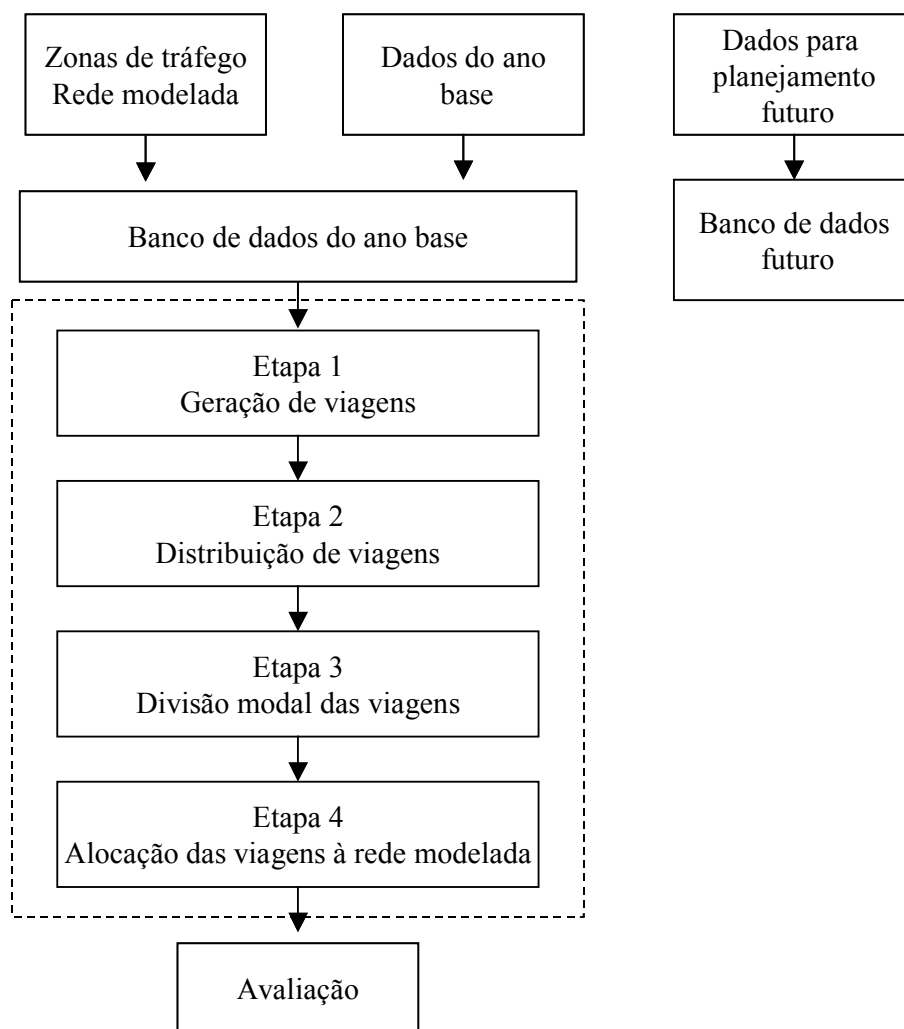 Zonas de tráfego
Rede modelada
Dados do ano
base
Dados para
planejamento
futuro
Banco de dados do ano base
Banco de dados
futuro
Etapa 1
Geração de viagens
Etapa 2
Distribuição de viagens
Etapa 3
Divisão modal das viagens
Etapa 4
Alocação das viagens à rede modelada
Avaliação